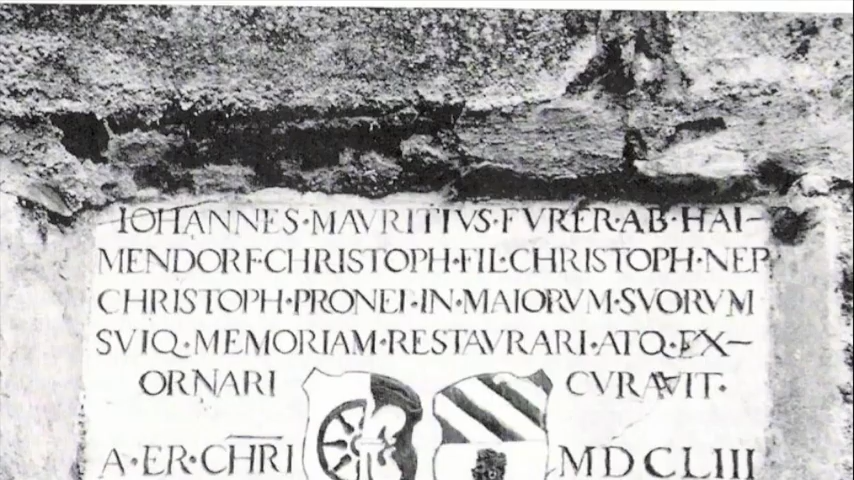 IOHANNES·MAVRITIVS·FVRER·AB·HAI–
MENDORF·CHRISTOPH·FIL·CHRISTOPH·NEP
CHRISTOPH·PRONEP·IN·MAIORVM·SVORVM
SVIQ·MEMORIAM·RESTAVRARI·ATQ·EX–
ORNARI CVRAVIT·
A·ER·CHRI MDCLIII